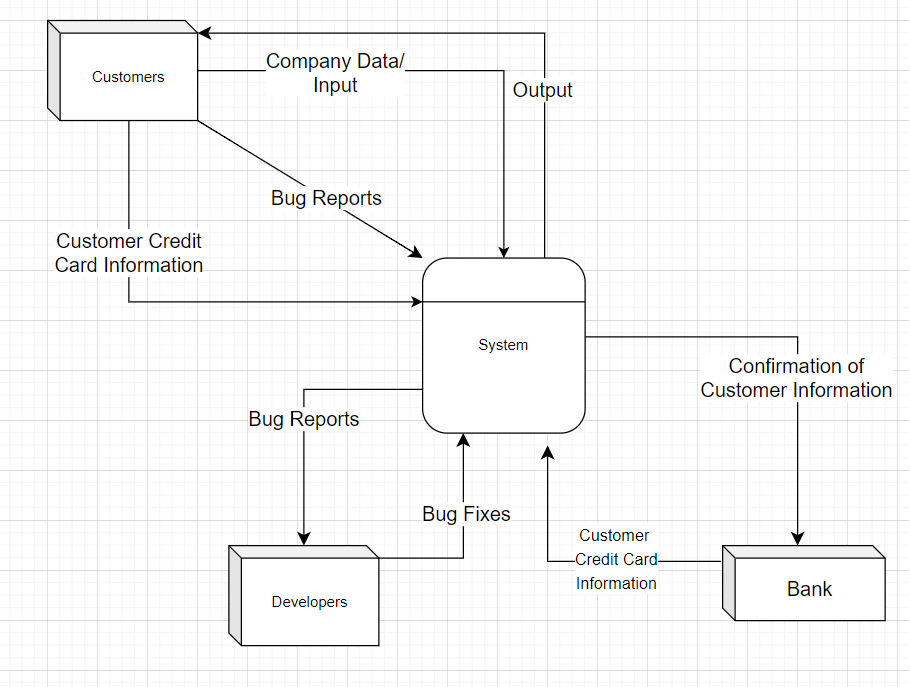 Customers
Company Data/
Input
Output
Bug Reports
Customer Credit
Card Information
System
Confirmation of
Customer Information
Bug Reports
Bug Fixes
Customer
Credit Card
Information
Developers
Bank